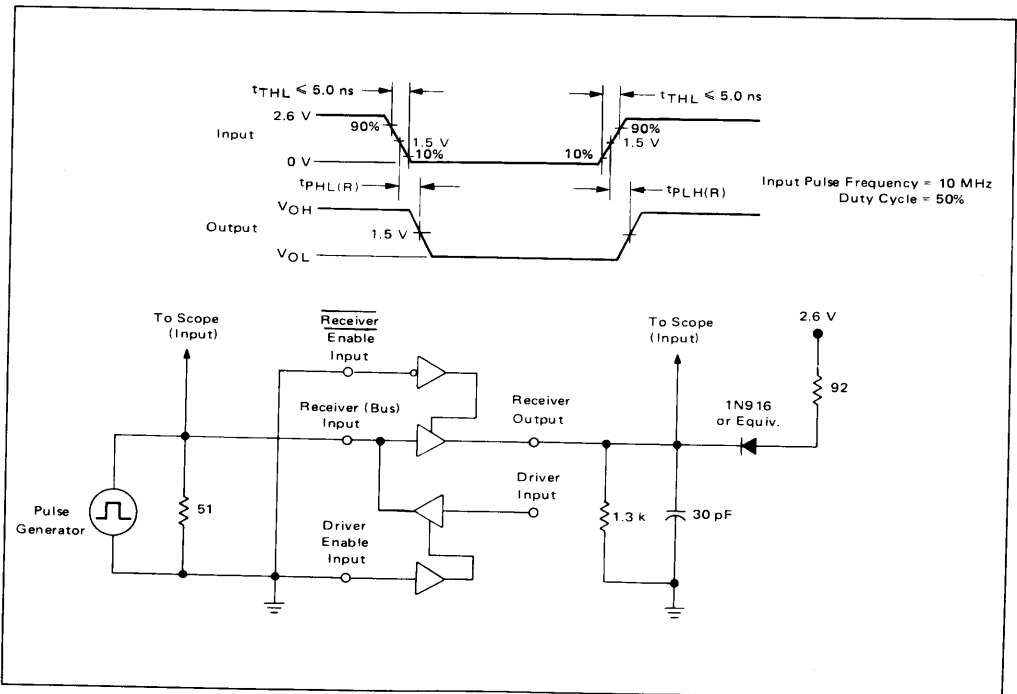 tTHL ≤ 5.0 ns
tTHL ≤ 5.0 ns
2.6 V
90%
90%
Input
1.5 V
1.5 V
10%
10%
0 V
tPHL(R)
tPLH(R)
Input Pulse Frequency = 10 MHz
Duty Cycle = 50%
VOH
Output
1.5 V
VOL
To Scope
(Input)
Receiver
Enable
Input
To Scope
(Input)
2.6 V
92
Receiver (Bus)
Input
Receiver
Output
1N916
or Equiv.
Pulse
Generator
51
Driver
Input
Driver
Enable
Input
1.3 k
30 pF